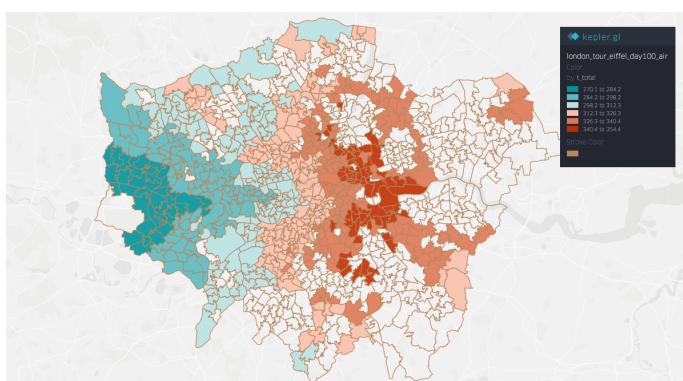 kepler.gl
london_tour_eiffel_day100_air
Color
by t_total
270.1 to 284.2
284.2 to 298.2
298.2 to 312.3
312.3 to 326.3
326.3 to 340.4
340.4 to 354.4
Stroke Color